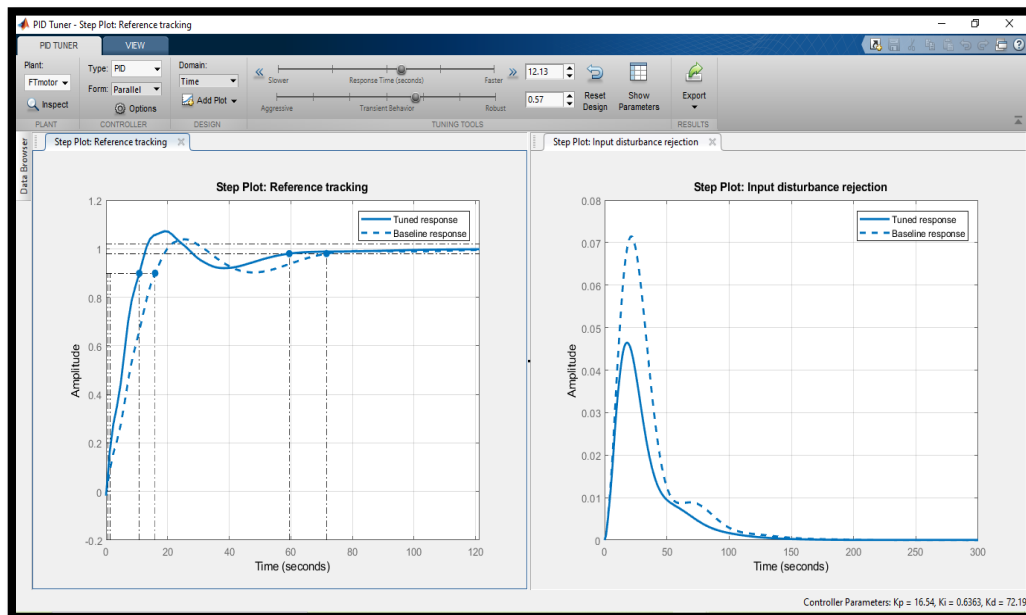 PID Tuner - Step Plot: Reference tracking
PID TUNER
VIEW
Plant:
FTmotor
Inspect
PLANT
Type: PID
Form: Parallel
Options
CONTROLLER
Domain:
Time
Add Plot
DESIGN
Slower
Response Time (seconds)
Faster
12.13
Aggressive
Transient Behavior
Robust
0.57
Reset
Design
Show
Parameters
TUNING TOOLS
Export
RESULTS
Data Browser
Step Plot: Reference tracking
Step Plot: Reference tracking
Tuned response
Baseline response
1.2
1
0.8
0.6
0.4
0.2
0
-0.2
Amplitude
0 20 40 60 80 100 120
Time (seconds)
Step Plot: Input disturbance rejection
Step Plot: Input disturbance rejection
Tuned response
Baseline response
0.08
0.07
0.06
0.05
0.04
0.03
0.02
0.01
0
Amplitude
0 50 100 150 200 250 300
Time (seconds)
Controller Parameters: Kp = 16.54, Ki = 0.6363, Kd = 72.19